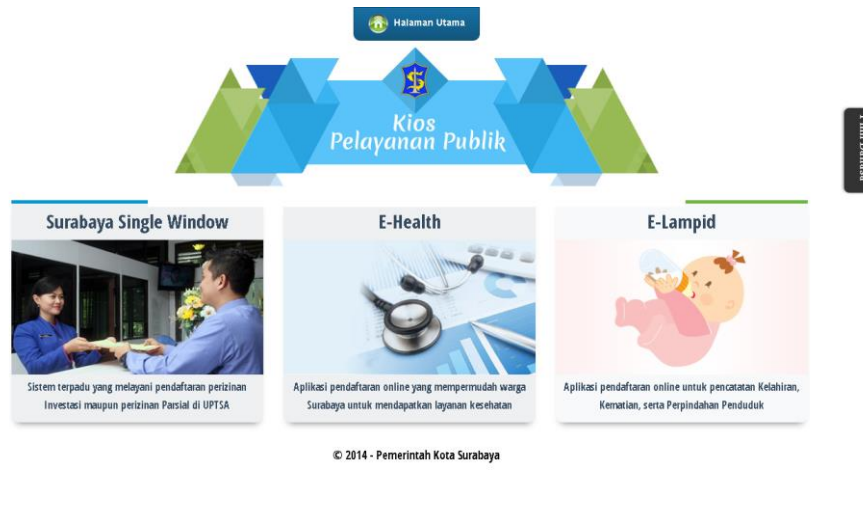 Halaman Utama
Kios
Pelayanan Publik
Surabaya Single Window
E-Health
E-Lampid
Sistem terpadu yang melayani pendaftaran perizinan
Investasi maupun perizinan Parsial di UPTSA
Aplikasi pendaftaran online yang mempermudah warga
Surabaya untuk mendapatkan layanan kesehatan
Aplikasi pendaftaran online untuk pencatatan Kelahiran,
Kematian, serta Perpindahan Penduduk
© 2014 - Pemerintah Kota Surabaya